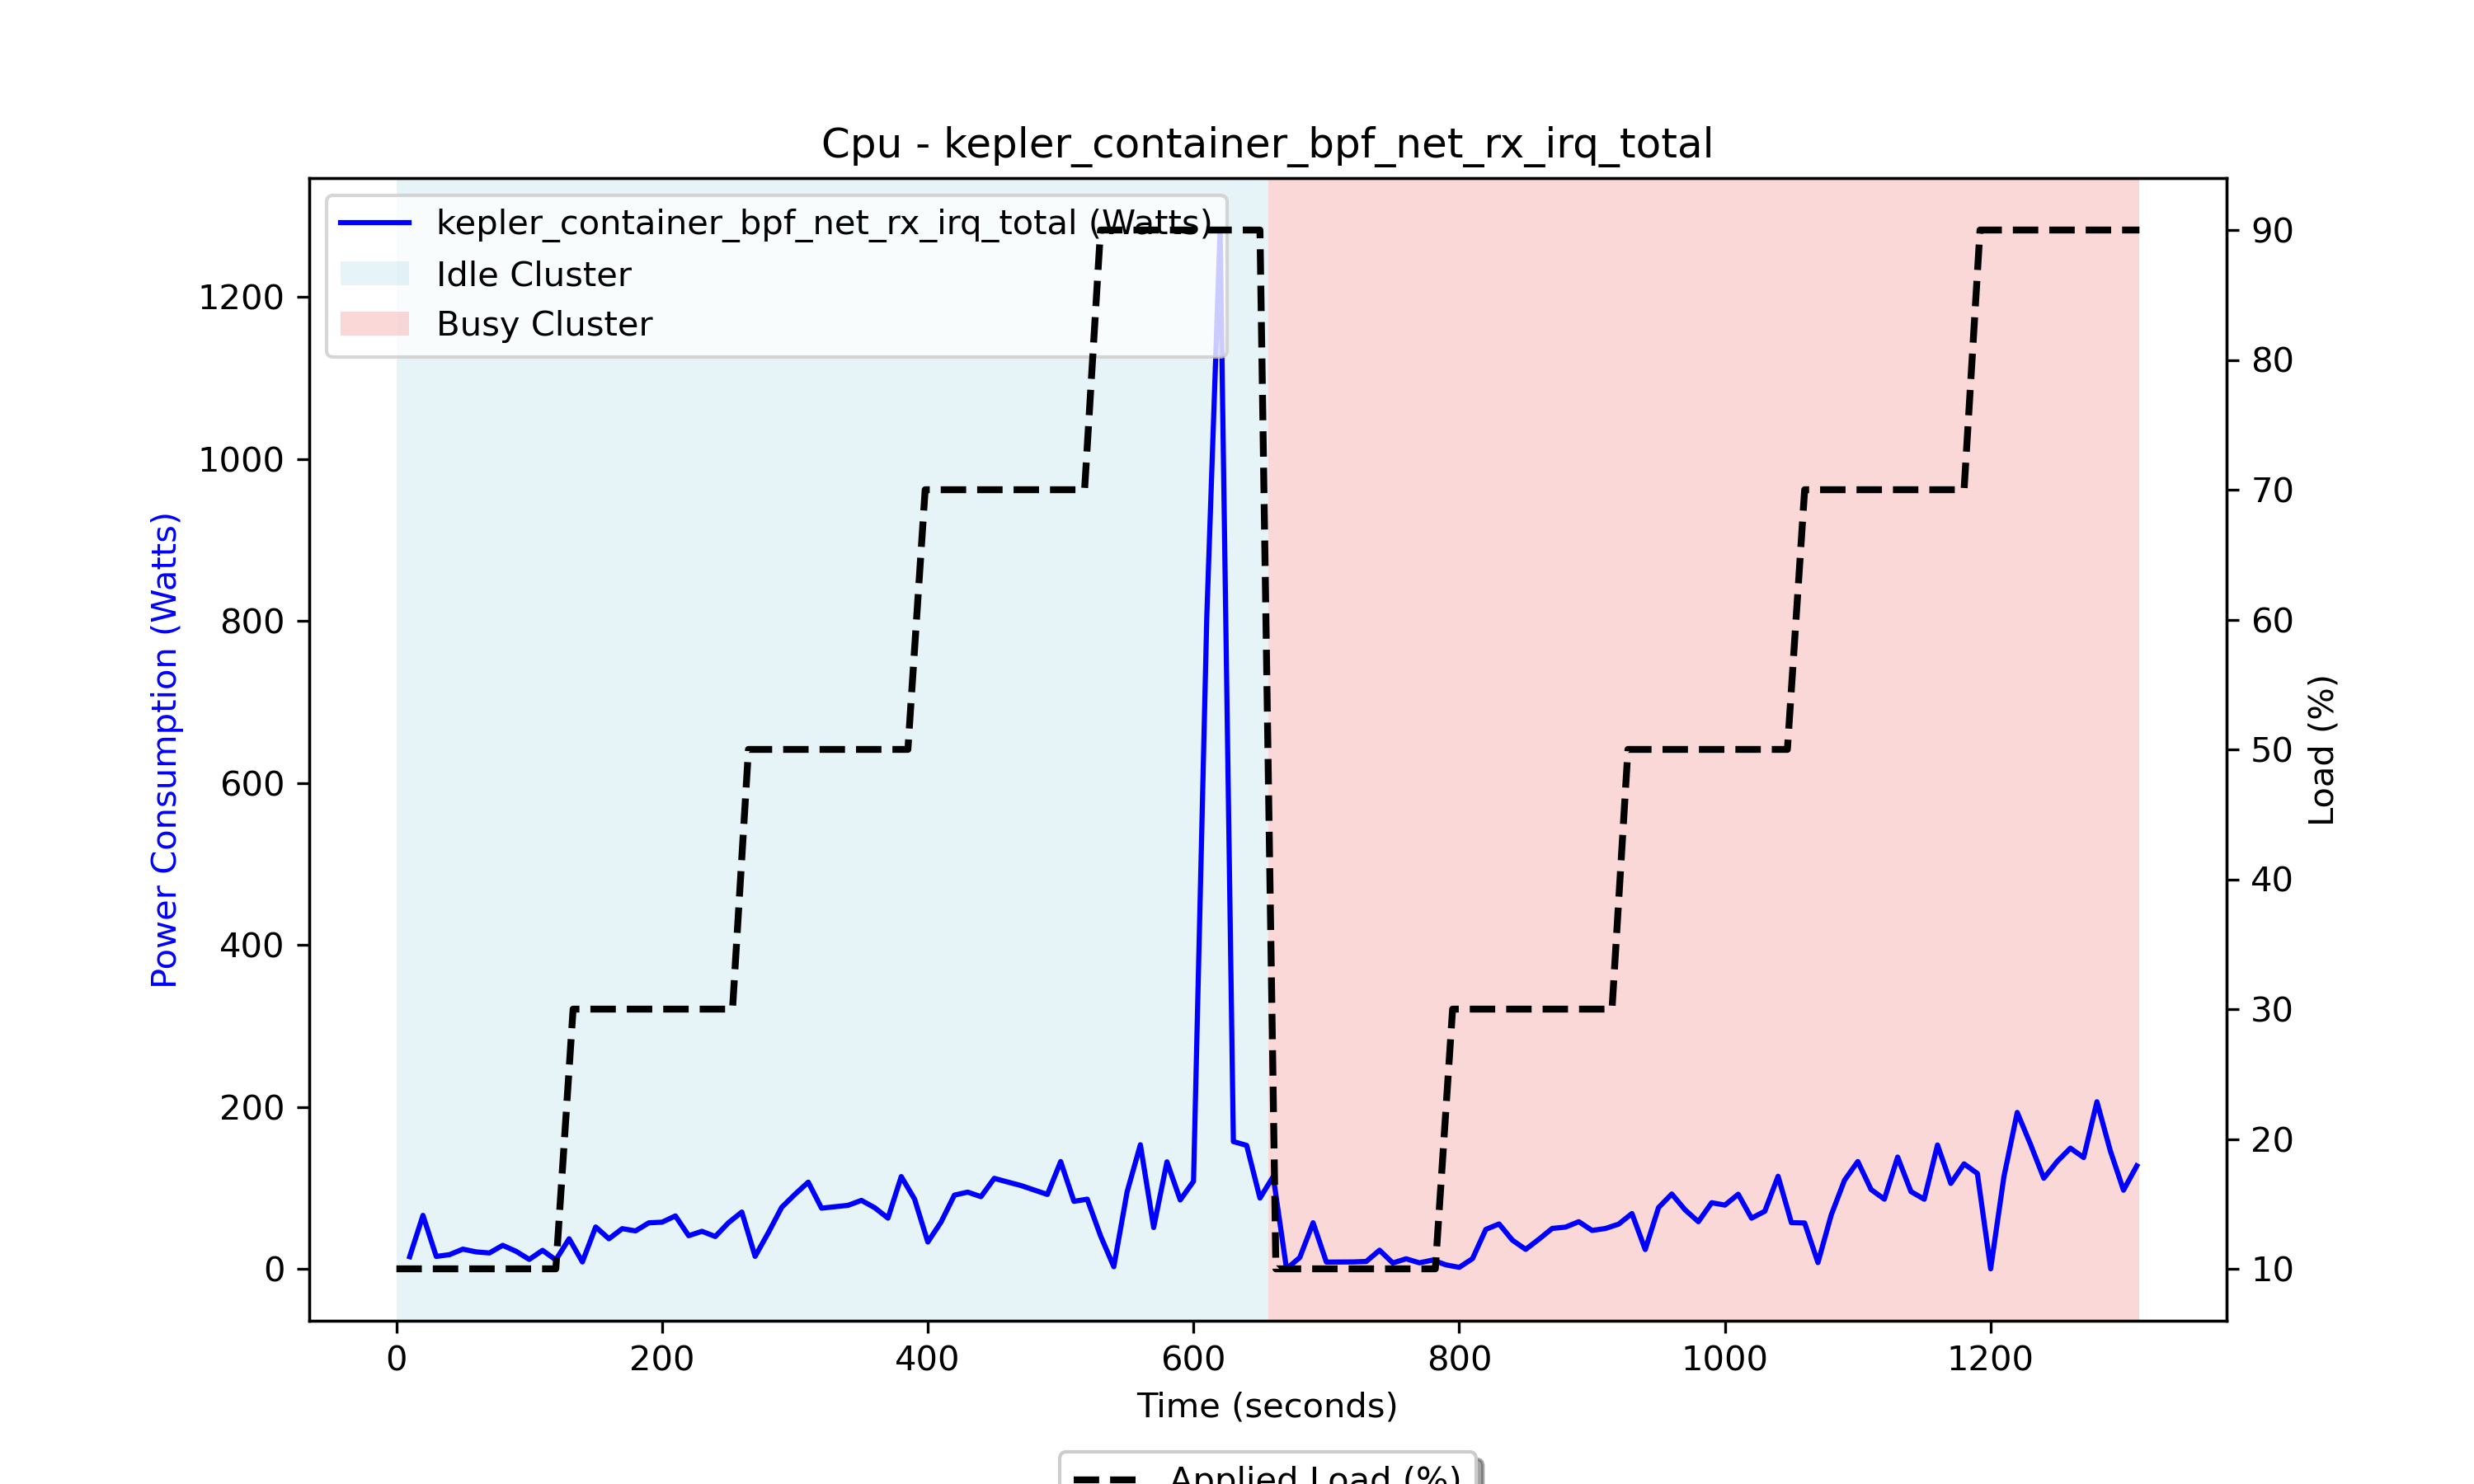 Cpu - kepler_container_bpf_net_rx_irq_total
kepler_container_bpf_net_rx_irq_total (Watts)
Idle Cluster
Busy Cluster
1200
1000
800
600
400
200
0
Power Consumption (Watts)
90
80
70
60
50
40
30
20
10
Load (%)
0 200 400 600 800 1000 1200
Time (seconds)
Applied Load (%)